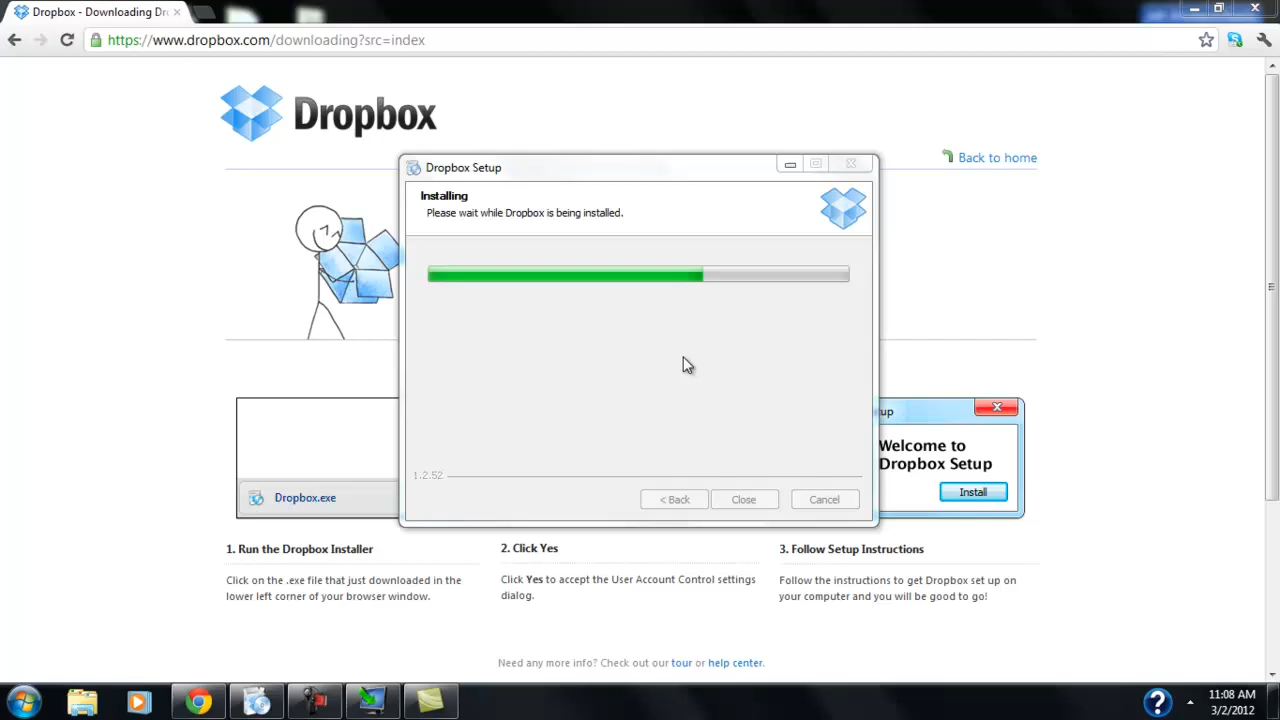 Dropbox - Downloading Dr
https://www.dropbox.com/downloading?src=index
Dropbox
Back to home
Dropbox Setup
Installing
Please wait while Dropbox is being installed.
1.2.52
< Back
Close
Cancel
Dropbox.exe
up
Welcome to
Dropbox Setup
Install
1. Run the Dropbox Installer
Click on the .exe file that just downloaded in the
lower left corner of your browser window.
2. Click Yes
Click Yes to accept the User Account Control settings
dialog.
3. Follow Setup Instructions
Follow the instructions to get Dropbox set up on
your computer and you will be good to go!
Need any more info? Check out our tour or help center.
11:08 AM
3/2/2012